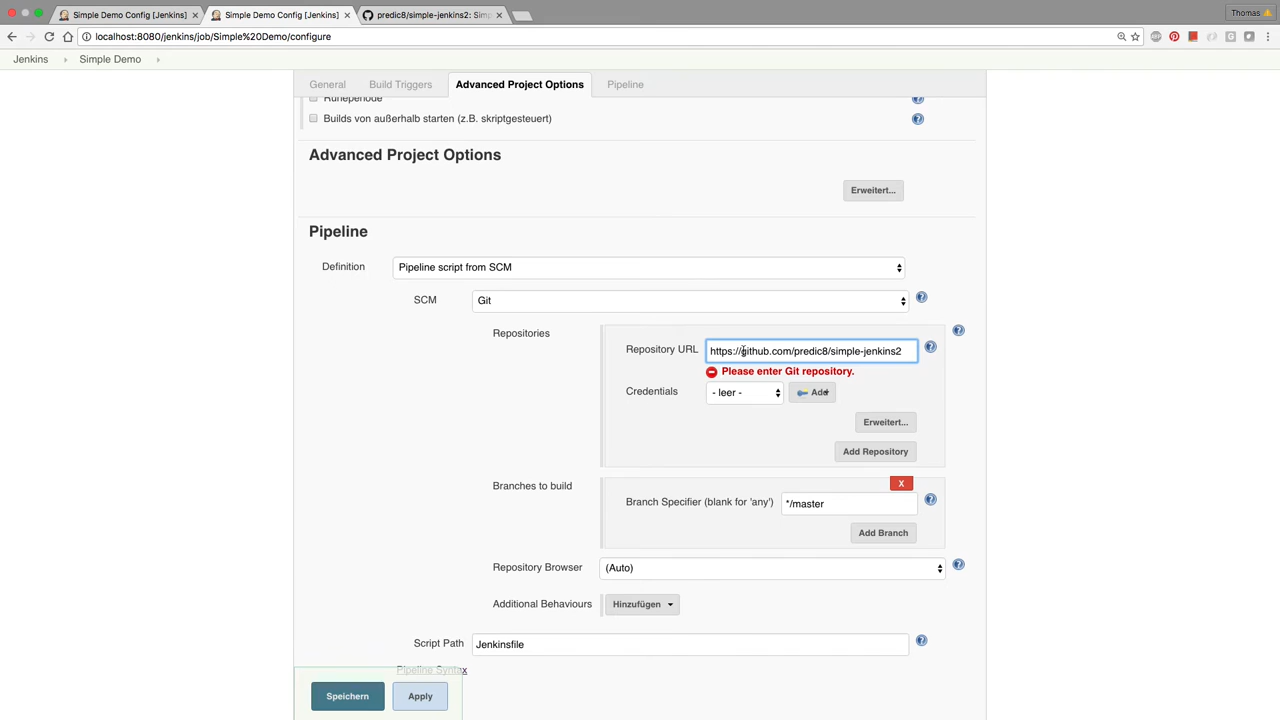 Simple Demo Config [Jenkins]
Simple Demo Config [Jenkins]
predic8/simple-jenkins2: Sim
Thomas
localhost:8080/jenkins/job/Simple%20Demo/configure
Jenkins
Simple Demo
General
Build Triggers
Advanced Project Options
Pipeline
Ruheperiode
Builds von außerhalb starten (z.B. skriptgesteuert)
Advanced Project Options
Erweitert...
Pipeline
Definition
Pipeline script from SCM
SCM
Git
Repositories
Repository URL
https://github.com/predic8/simple-jenkins2
Please enter Git repository.
Credentials
- leer -
Add
Erweitert...
Add Repository
Branches to build
X
Branch Specifier (blank for 'any')
*/master
Add Branch
Repository Browser
(Auto)
Additional Behaviours
Hinzufügen
Script Path
Jenkinsfile
Pipeline Syntax
Speichern
Apply